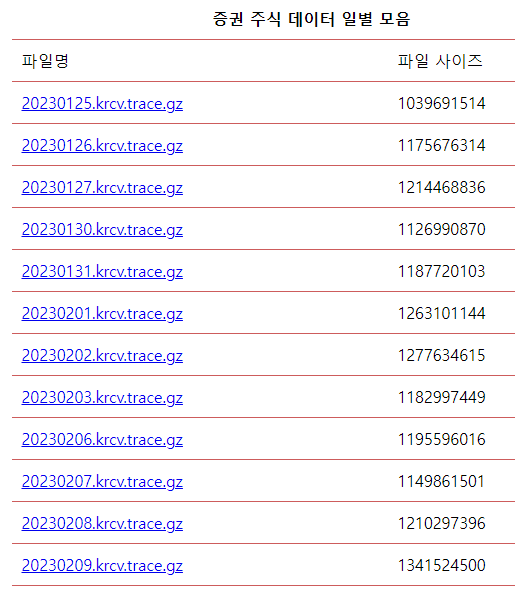 증권 주식 데이터 일별 모음
파일명 파일 사이즈
20230125.krcv.trace.gz 1039691514
20230126.krcv.trace.gz 1175676314
20230127.krcv.trace.gz 1214468836
20230130.krcv.trace.gz 1126990870
20230131.krcv.trace.gz 1187720103
20230201.krcv.trace.gz 1263101144
20230202.krcv.trace.gz 1277634615
20230203.krcv.trace.gz 1182997449
20230206.krcv.trace.gz 1195596016
20230207.krcv.trace.gz 1149861501
20230208.krcv.trace.gz 1210297396
20230209.krcv.trace.gz 1341524500